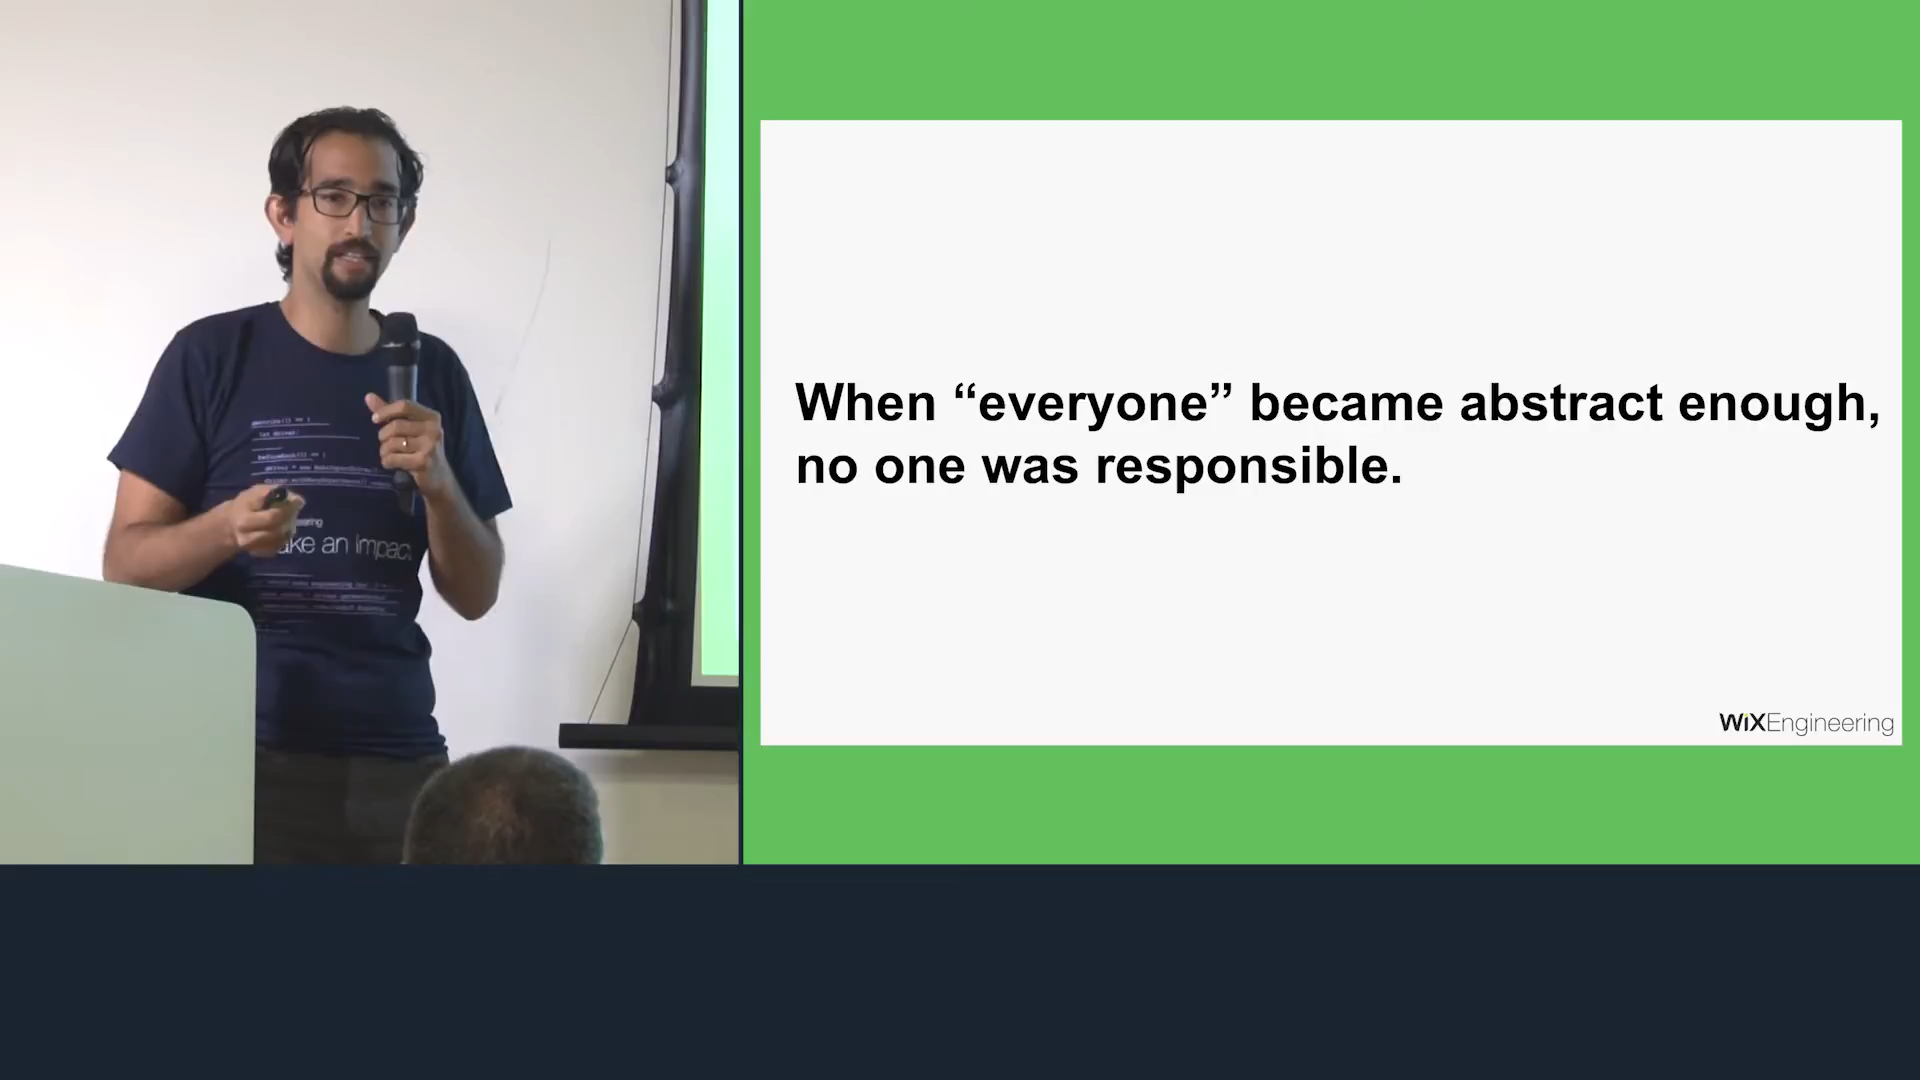 ake an Impac
When “everyone” became abstract enough,
no one was responsible.
WiXEngineering